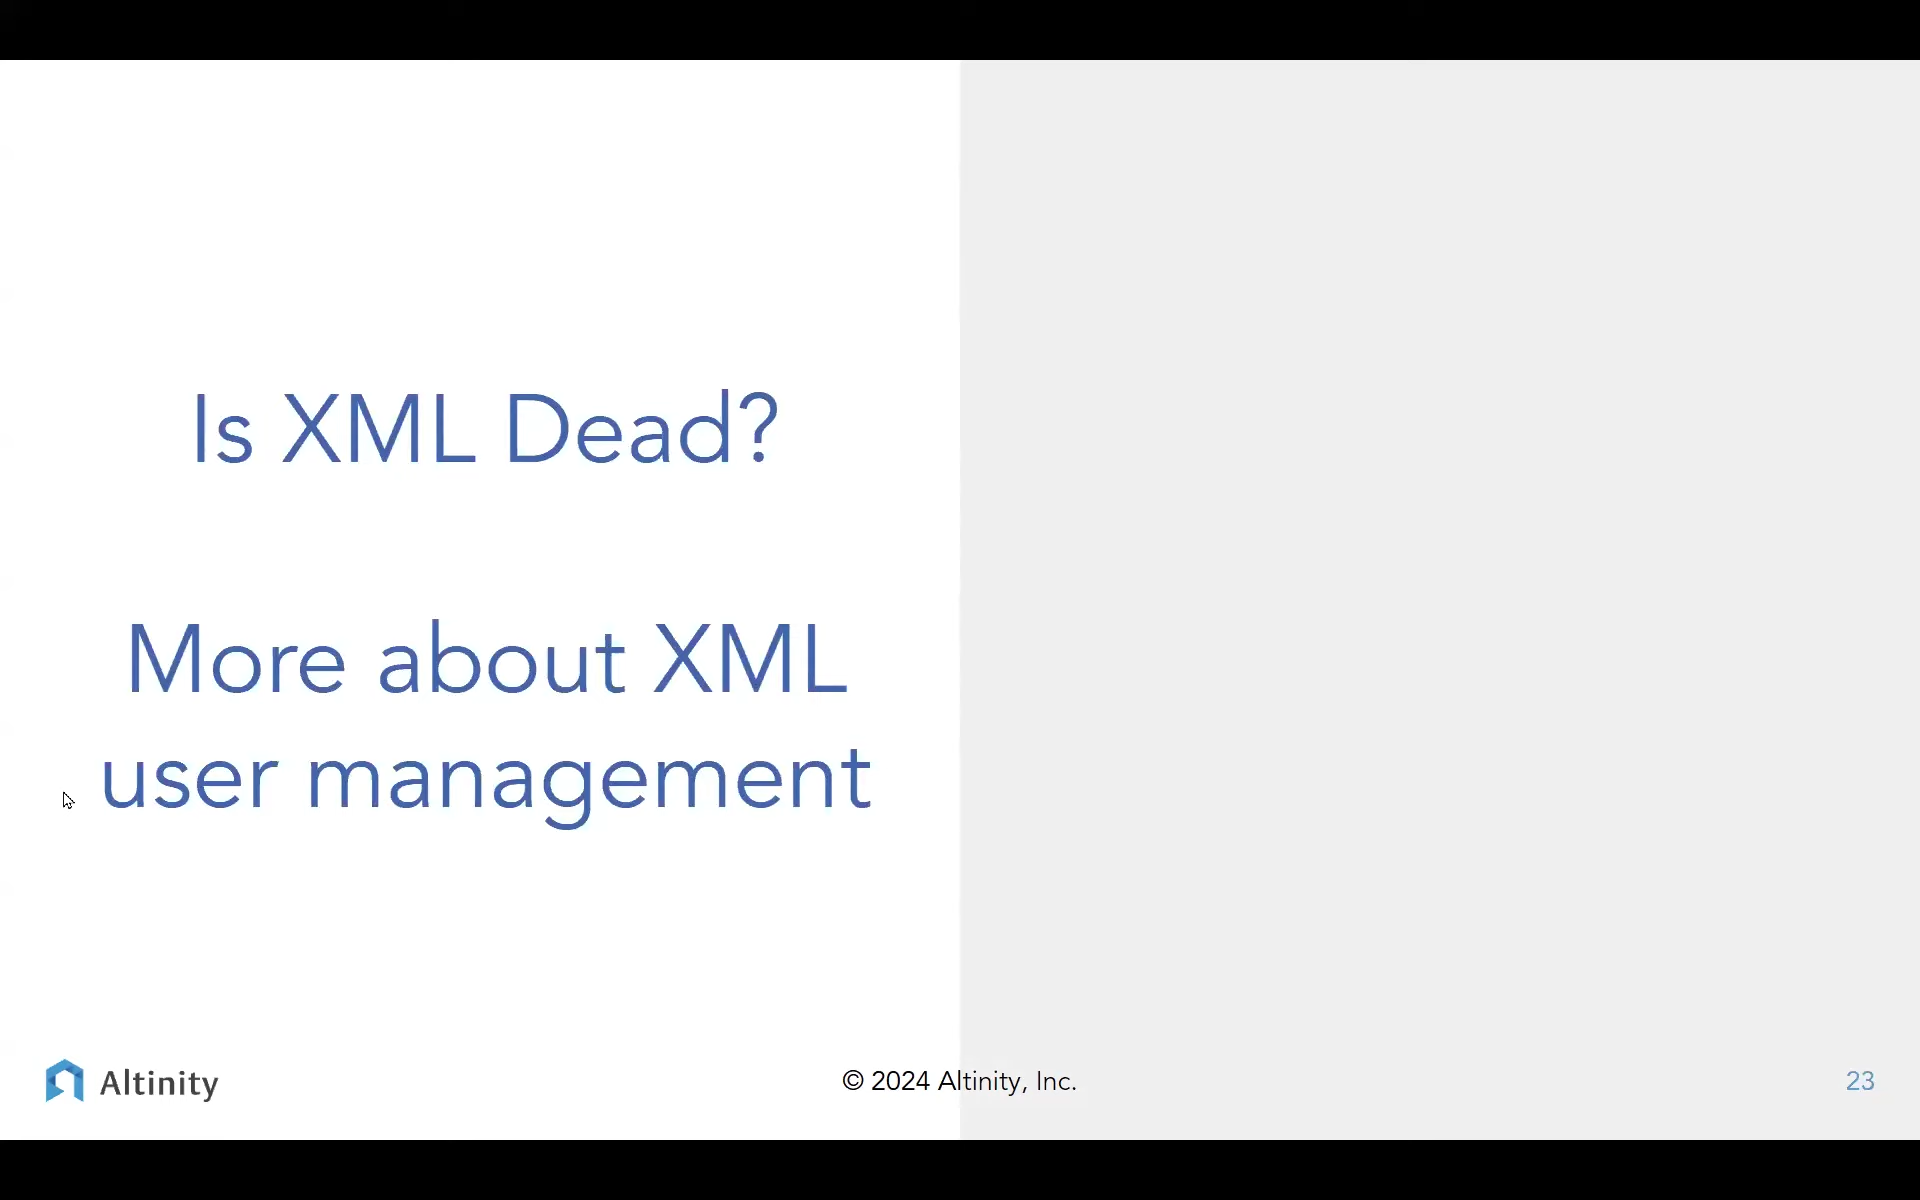 Is XML Dead?
More about XML
user management
Altinity
© 2024 Altinity, Inc.
23